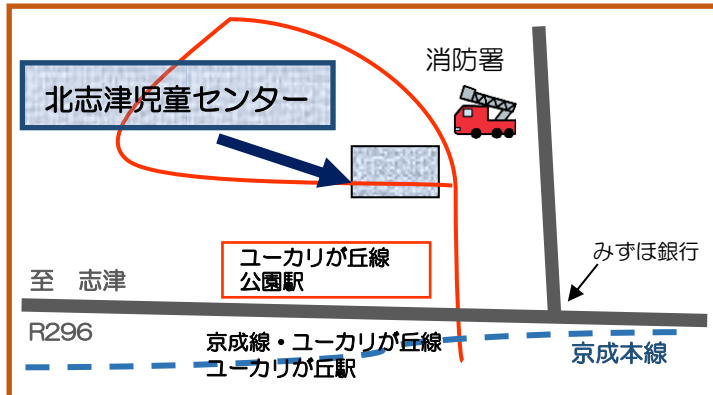 消防署
北志津児童センター
ユーカリが丘線
公園駅
みずほ銀行
至　志津
R296
京成線・ユーカリが丘線
ユーカリが丘駅
京成本線